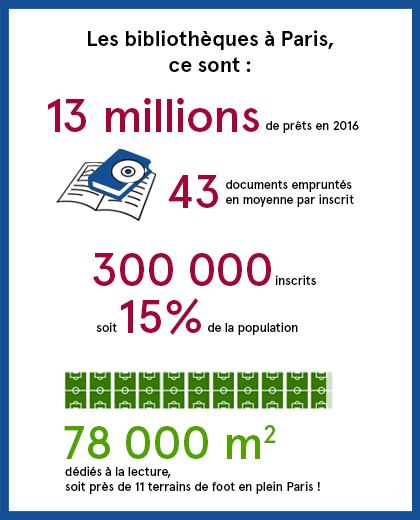 Les bibliothèques à Paris,
ce sont :
13 millions de prêts en 2016
43 documents empruntés
en moyenne par inscrit
300 000 inscrits
soit 15% de la population
78 000 m²
dédiés à la lecture,
soit près de 11 terrains de foot en plein Paris !